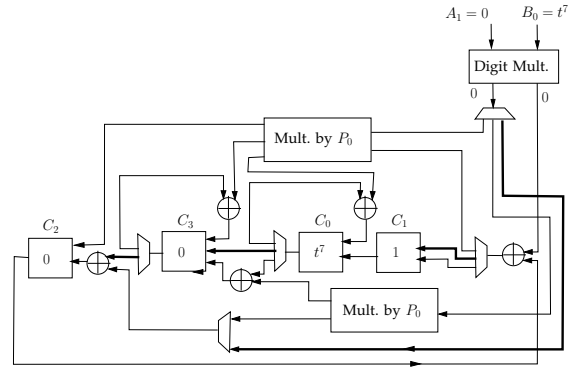 A₁ = 0 B₀ = t⁷
Digit Mult.
0 0
Mult. by P₀
C₂ C₃ C₀ C₁
0 0 t⁷ 1
Mult. by P₀